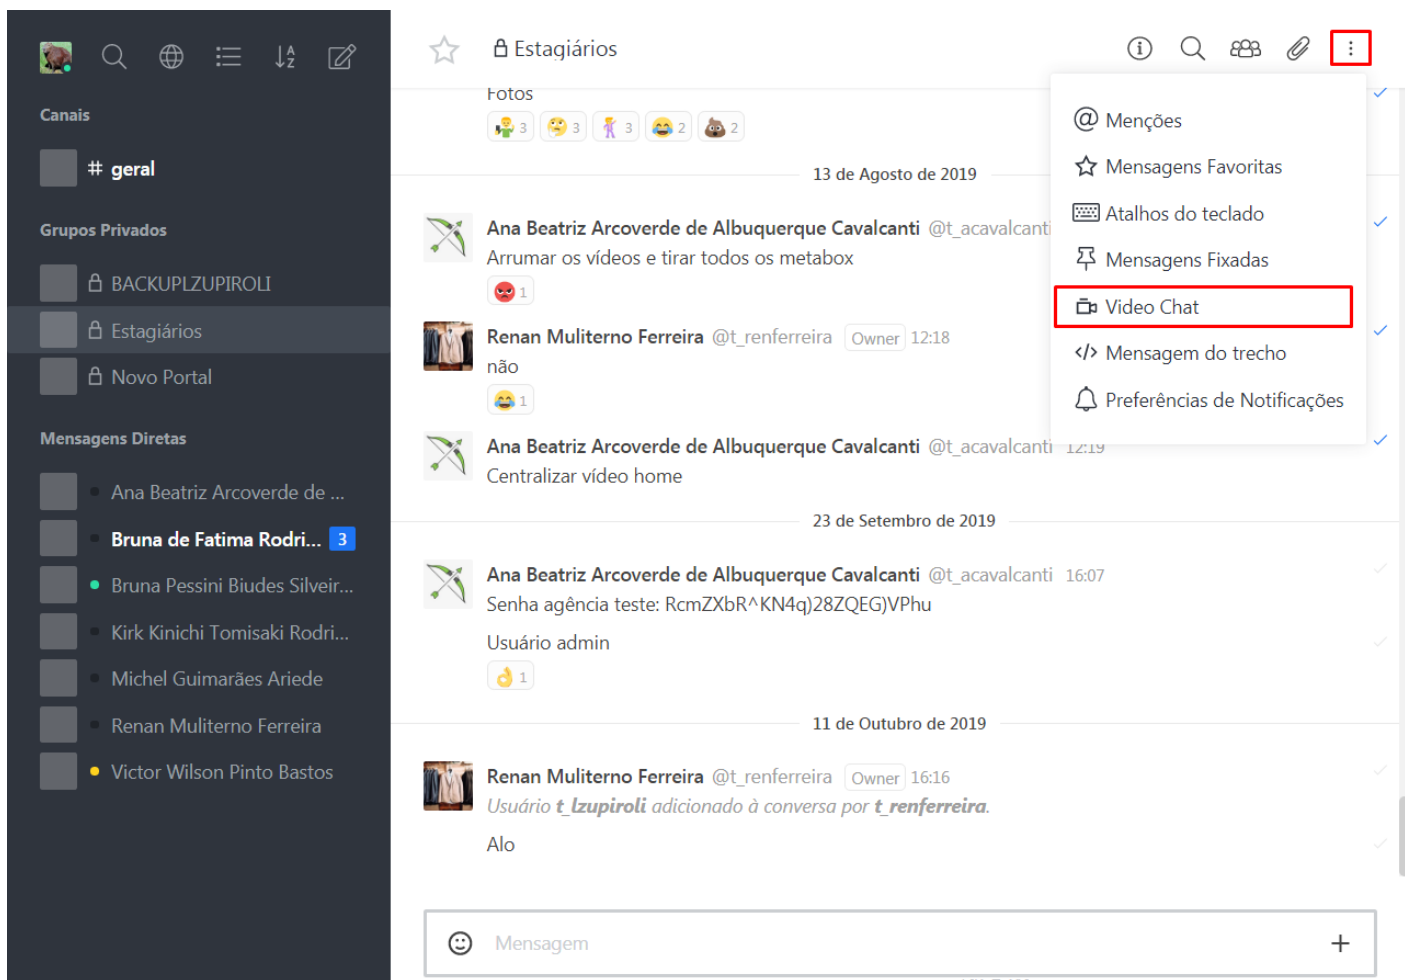 Estagiários
Canais
# geral
Grupos Privados
BACKUPLZUPIROLI
Estagiários
Novo Portal
Mensagens Diretas
Ana Beatriz Arcoverde de ...
Bruna de Fatima Rodri... 3
Bruna Pessini Biudes Silveir...
Kirk Kinichi Tomisaki Rodri...
Michel Guimarães Ariede
Renan Muliterno Ferreira
Victor Wilson Pinto Bastos
Fotos
3 3 3 2 2
13 de Agosto de 2019
Ana Beatriz Arcoverde de Albuquerque Cavalcanti @t_acavalcanti
Arrumar os vídeos e tirar todos os metabox
1
Renan Muliterno Ferreira @t_renferreira Owner 12:18
não
1
Ana Beatriz Arcoverde de Albuquerque Cavalcanti @t_acavalcanti 12:19
Centralizar vídeo home
23 de Setembro de 2019
Ana Beatriz Arcoverde de Albuquerque Cavalcanti @t_acavalcanti 16:07
Senha agência teste: RcmZXbR^KN4q)28ZQEG)VPhu
Usuário admin
1
11 de Outubro de 2019
Renan Muliterno Ferreira @t_renferreira Owner 16:16
Usuário t_lzupiroli adicionado à conversa por t_renferreira.
Alo
Mensagem
@ Menções
Mensagens Favoritas
Atalhos do teclado
Mensagens Fixadas
Video Chat
</> Mensagem do trecho
Preferências de Notificações